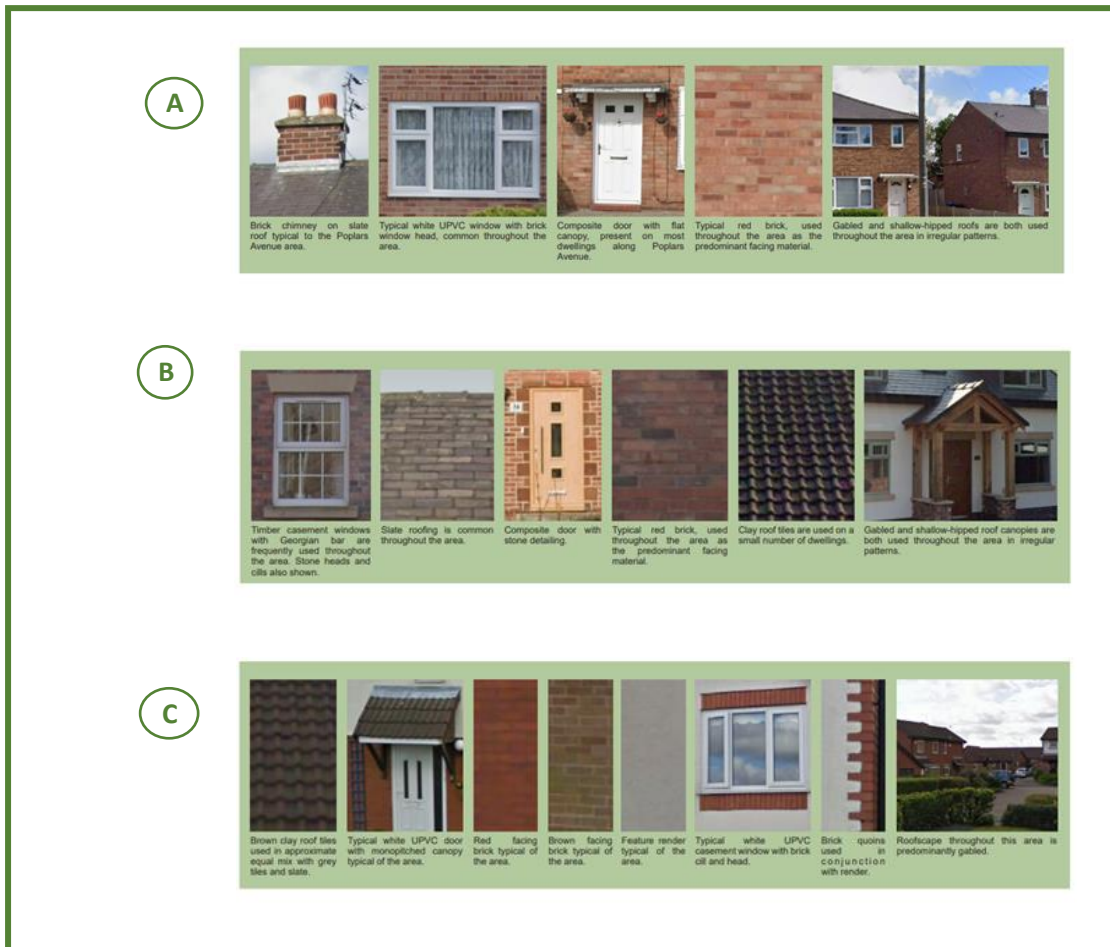 A
Brick chimney on slate
roof typical to the Poplars
Avenue area.
Typical white UPVC window with brick
window head, common throughout the
area.
Composite door with flat
canopy, present on most
dwellings along Poplars
Avenue.
Typical red brick, used
throughout the area as the
predominant facing material.
Gabled and shallow-hipped roofs are both used
throughout the area in irregular patterns.
B
Timber casement windows
with Georgian bar are
frequently used throughout
the area. Stone heads and
cills also shown.
Slate roofing is common
throughout the area.
Composite door with
stone detailing.
Typical red brick, used
throughout the area as
the predominant facing
material.
Clay roof tiles are used on a
small number of dwellings.
Gabled and shallow-hipped roof canopies are
both used throughout the area in irregular
patterns.
C
Brown clay roof tiles
used in approximate
equal mix with grey
tiles and slate.
Typical white UPVC door
with monopitched canopy
typical of the area.
Red facing
brick typical of
the area.
Brown facing
brick typical of
the area.
Feature render
typical of the
area.
Typical white UPVC
casement window with brick
cill and head.
Brick quoins
used in
conjunction
with render.
Roofscape throughout this area is
predominantly gabled.